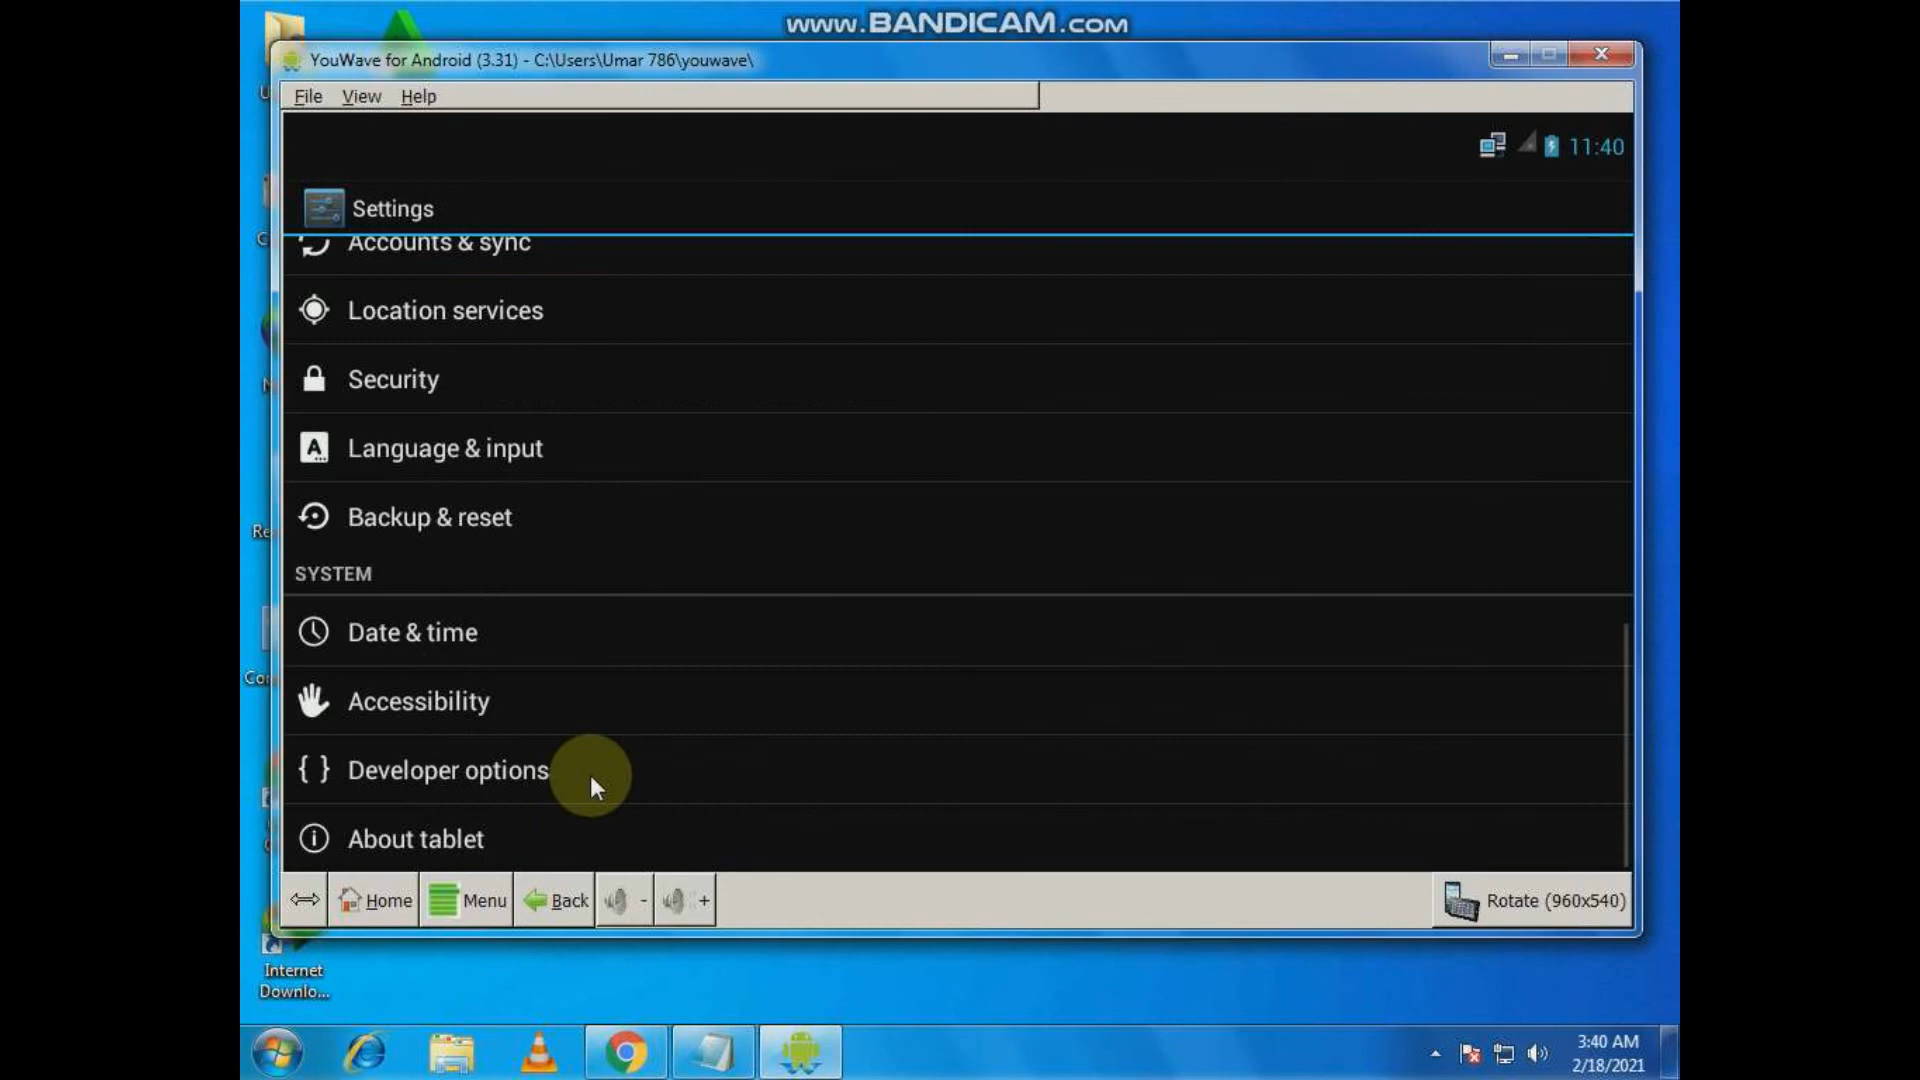 www.BANDICAM.com
YouWave for Android (3.31) - C:\Users\Umar 786\youwave\
File View Help
11:40
Settings
Accounts & sync
Location services
Security
Language & input
Backup & reset
SYSTEM
Date & time
Accessibility
{ } Developer options
About tablet
Home Menu Back - + Rotate (960x540)
Internet
Downlo...
3:40 AM
2/18/2021